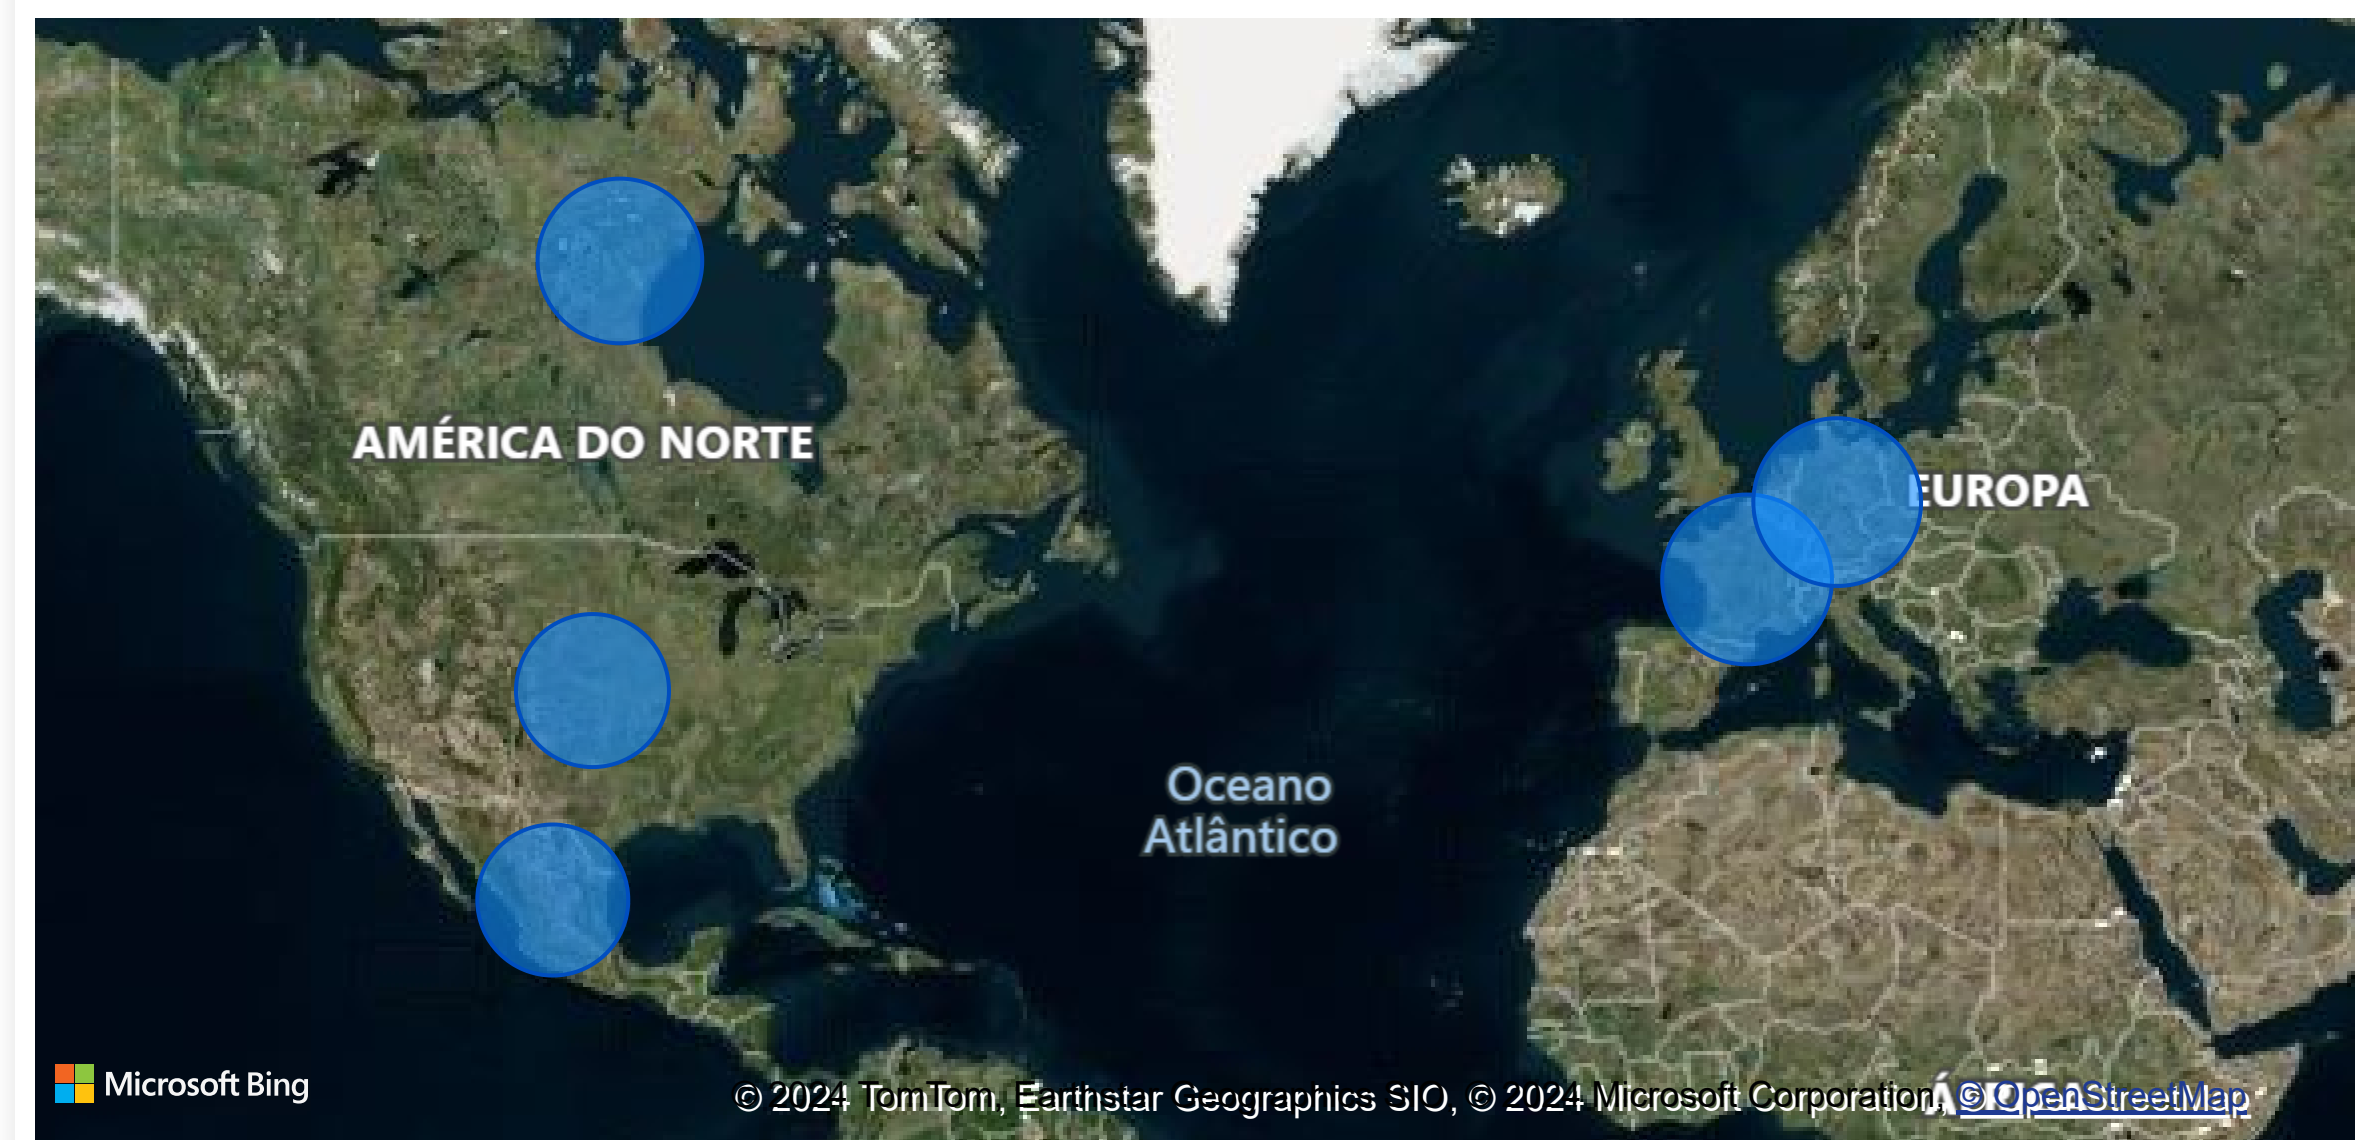 AMÉRICA DO NORTE
EUROPA
Oceano
Atlântico
Microsoft Bing
© 2024 TomTom, Earthstar Geographics SIO, © 2024 Microsoft Corporation, © OpenStreetMap